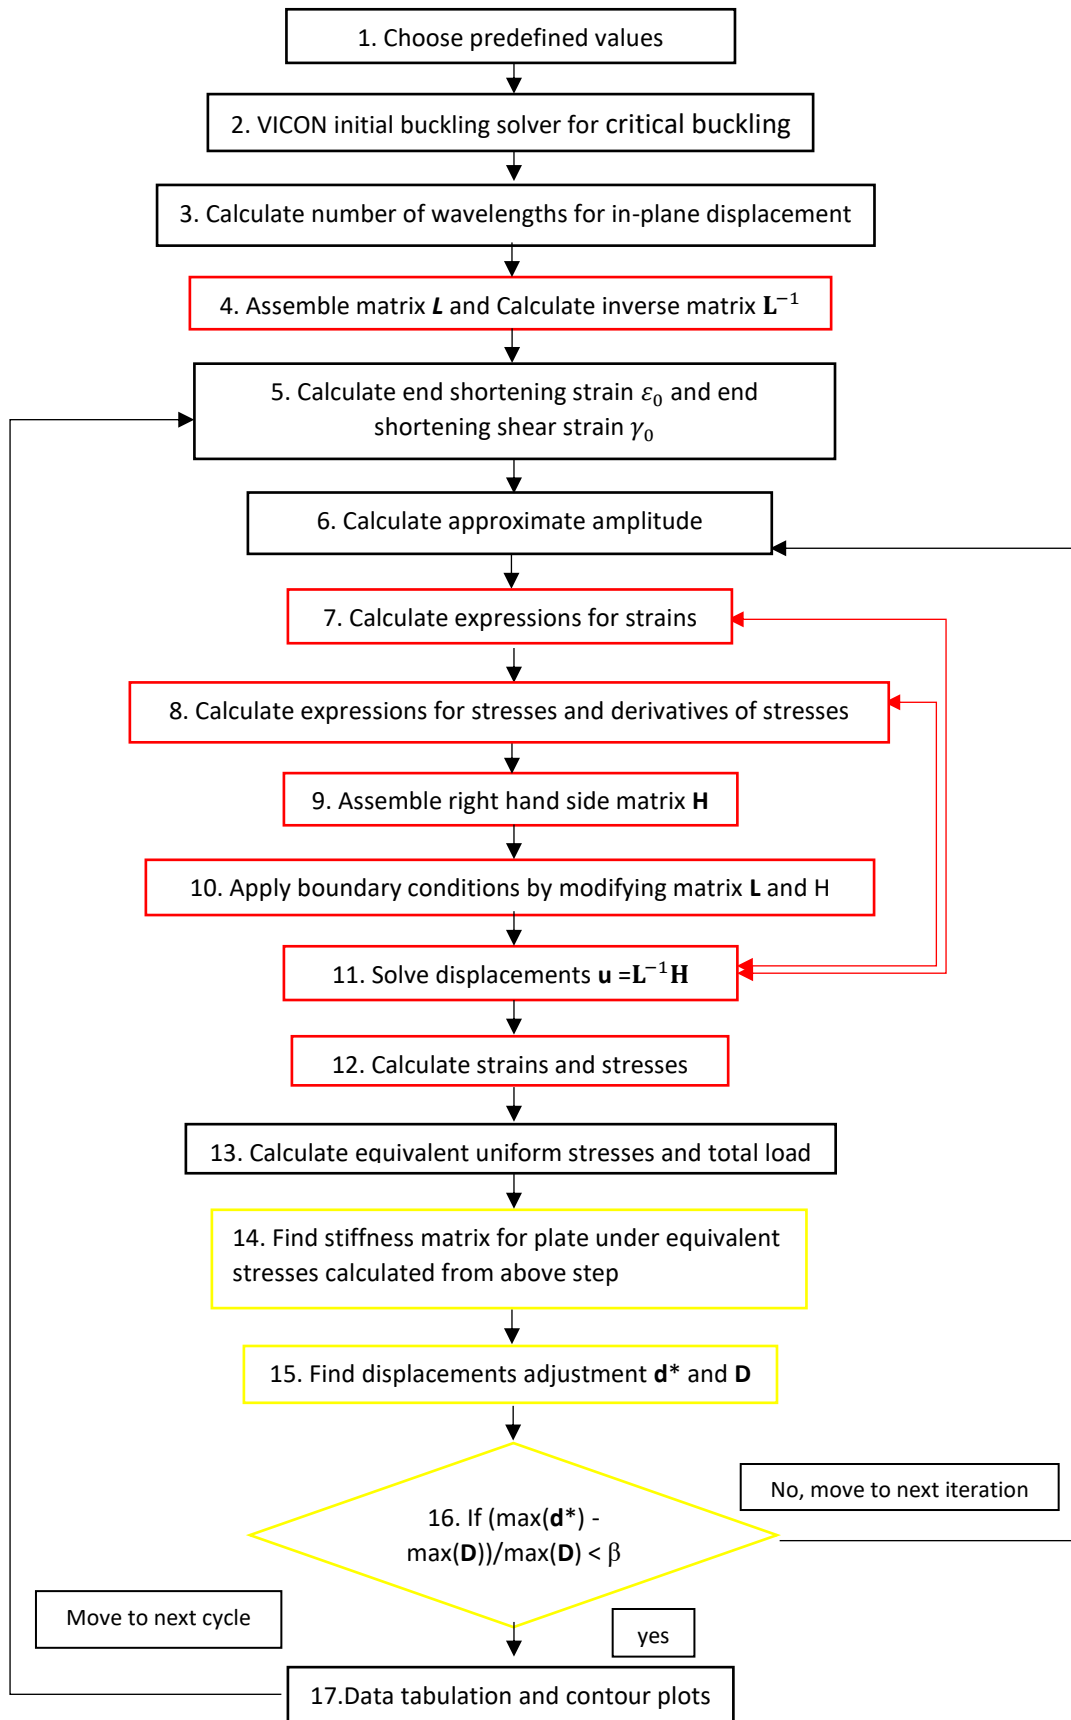 1. Choose predefined values
2. VICON initial buckling solver for critical buckling
3. Calculate number of wavelengths for in-plane displacement
4. Assemble matrix L and Calculate inverse matrix L⁻¹
5. Calculate end shortening strain ε₀ and end
shortening shear strain γ₀
6. Calculate approximate amplitude
7. Calculate expressions for strains
8. Calculate expressions for stresses and derivatives of stresses
9. Assemble right hand side matrix H
10. Apply boundary conditions by modifying matrix L and H
11. Solve displacements u =L⁻¹H
12. Calculate strains and stresses
13. Calculate equivalent uniform stresses and total load
14. Find stiffness matrix for plate under equivalent
stresses calculated from above step
15. Find displacements adjustment d* and D
No, move to next iteration
16. If (max(d*) -
max(D))/max(D) < β
Move to next cycle
yes
17.Data tabulation and contour plots